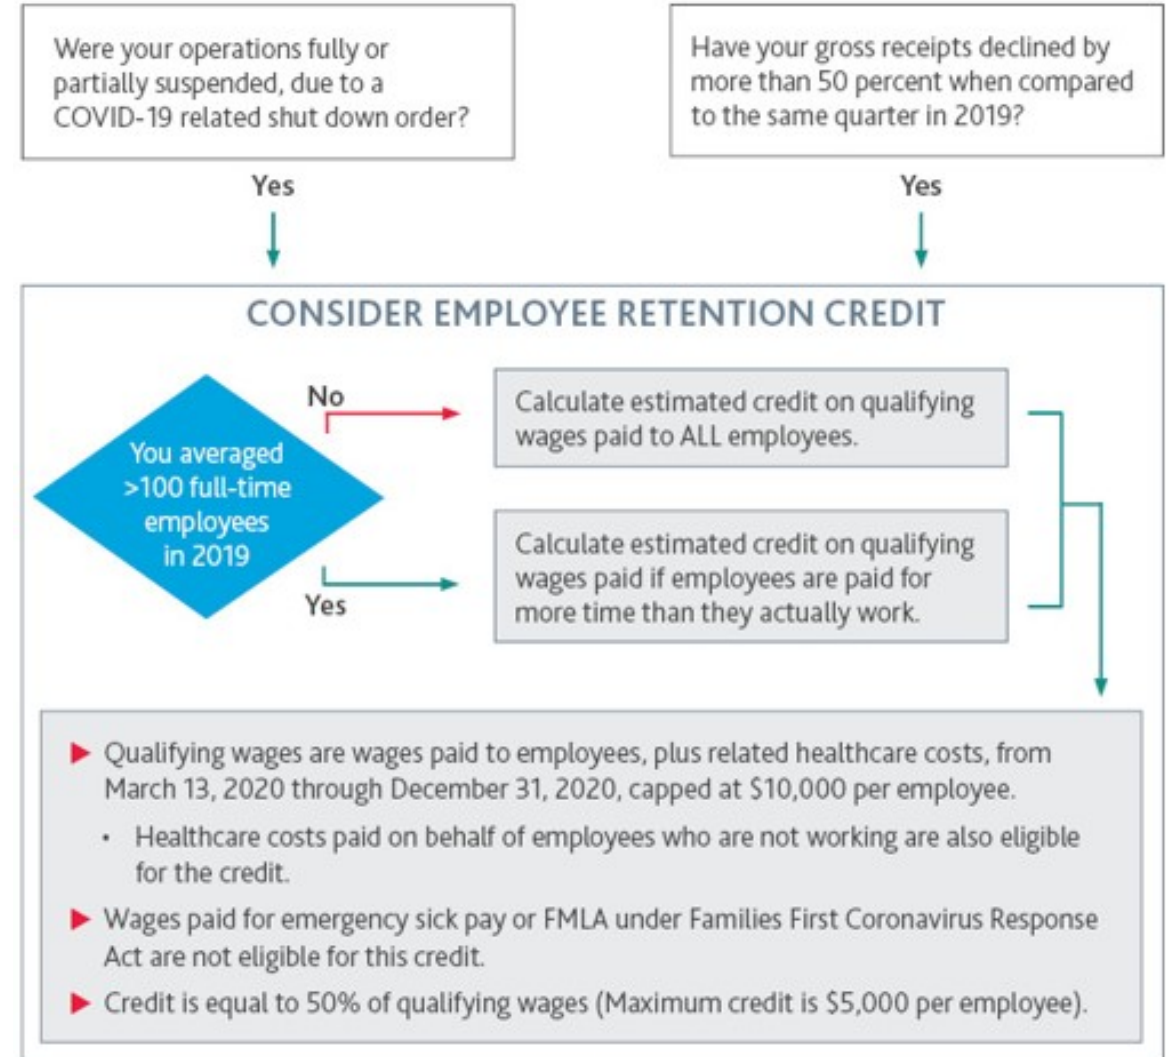 Were your operations fully or
partially suspended, due to a
COVID-19 related shut down order?
Have your gross receipts declined by
more than 50 percent when compared
to the same quarter in 2019?
Yes
Yes
CONSIDER EMPLOYEE RETENTION CREDIT
You averaged
>100 full-time
employees
in 2019
No
Calculate estimated credit on qualifying
wages paid to ALL employees.
Yes
Calculate estimated credit on qualifying
wages paid if employees are paid for
more time than they actually work.
▶ Qualifying wages are wages paid to employees, plus related healthcare costs, from
March 13, 2020 through December 31, 2020, capped at $10,000 per employee.
• Healthcare costs paid on behalf of employees who are not working are also eligible
for the credit.
▶ Wages paid for emergency sick pay or FMLA under Families First Coronavirus Response
Act are not eligible for this credit.
▶ Credit is equal to 50% of qualifying wages (Maximum credit is $5,000 per employee).